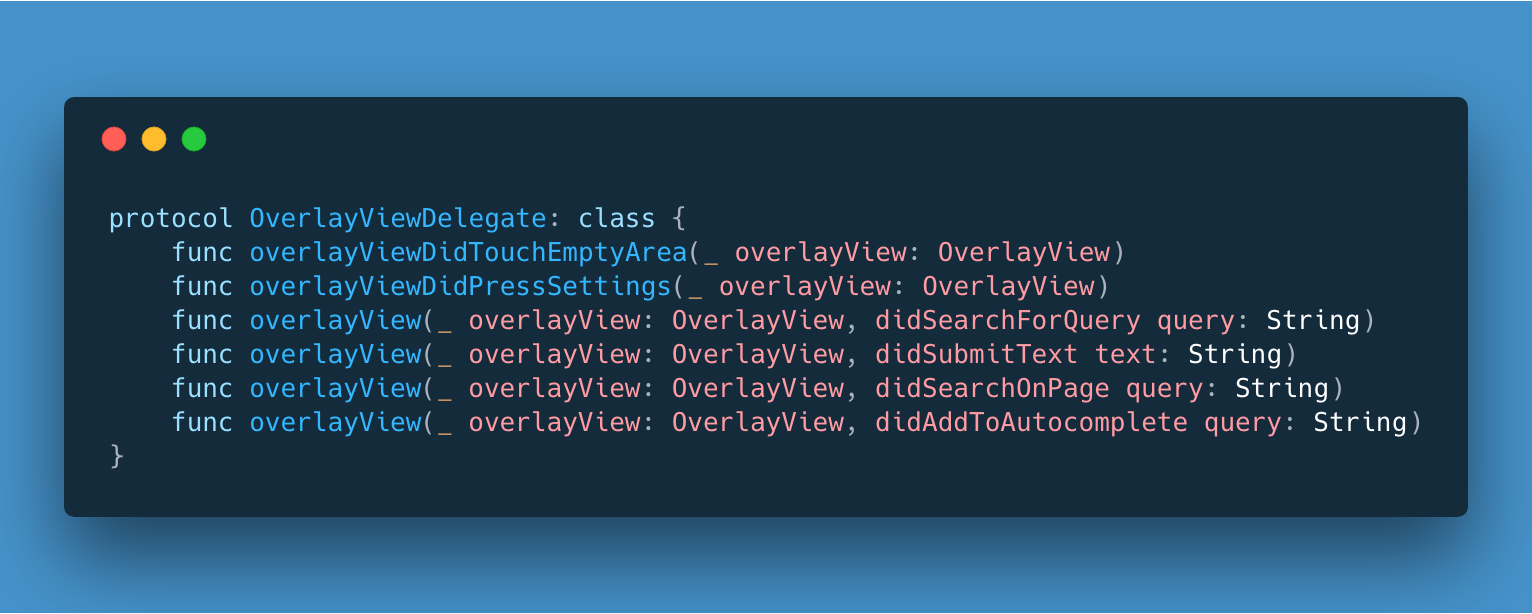 protocol OverlayViewDelegate: class {
    func overlayViewDidTouchEmptyArea(_ overlayView: OverlayView)
    func overlayViewDidPressSettings(_ overlayView: OverlayView)
    func overlayView(_ overlayView: OverlayView, didSearchForQuery query: String)
    func overlayView(_ overlayView: OverlayView, didSubmitText text: String)
    func overlayView(_ overlayView: OverlayView, didSearchOnPage query: String)
    func overlayView(_ overlayView: OverlayView, didAddToAutocomplete query: String)
}